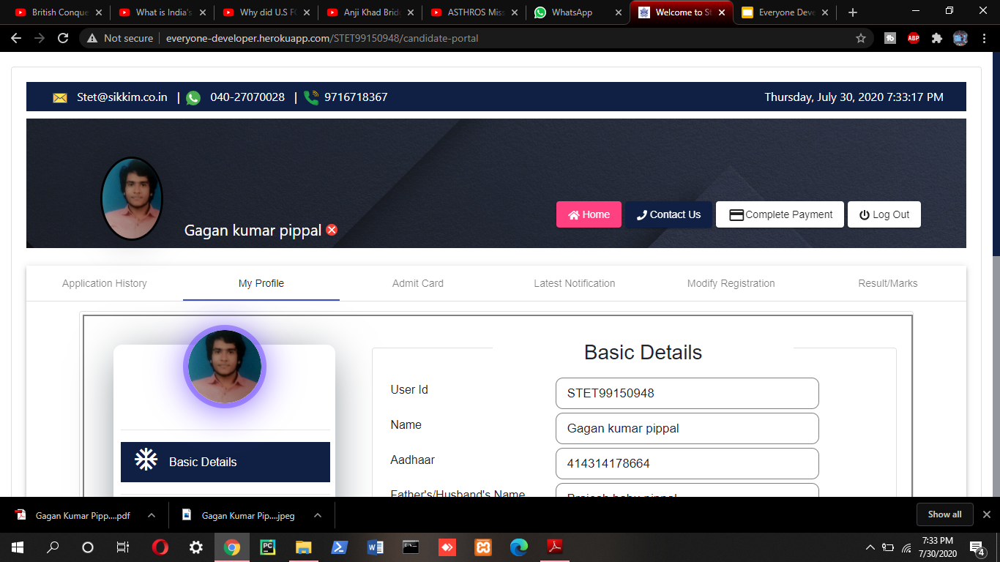 British Conque
What is India's
Why did U.S FO
Anji Khad Brid
ASTHROS Miss
WhatsApp
Welcome to St
Everyone Deve
Not secure
everyone-developer.herokuapp.com/STET99150948/candidate-portal
ABP
Stet@sikkim.co.in | 040-27070028 | 9716718367
Thursday, July 30, 2020 7:33:17 PM
Gagan kumar pippal
Home
Contact Us
Complete Payment
Log Out
Application History
My Profile
Admit Card
Latest Notification
Modify Registration
Result/Marks
Basic Details
User Id
STET99150948
Name
Gagan kumar pippal
Aadhaar
414314178664
Basic Details
Father's/Husband's Name
Gagan Kumar Pipp....pdf
Gagan Kumar Pip....jpeg
Show all
7:33 PM
7/30/2020
4